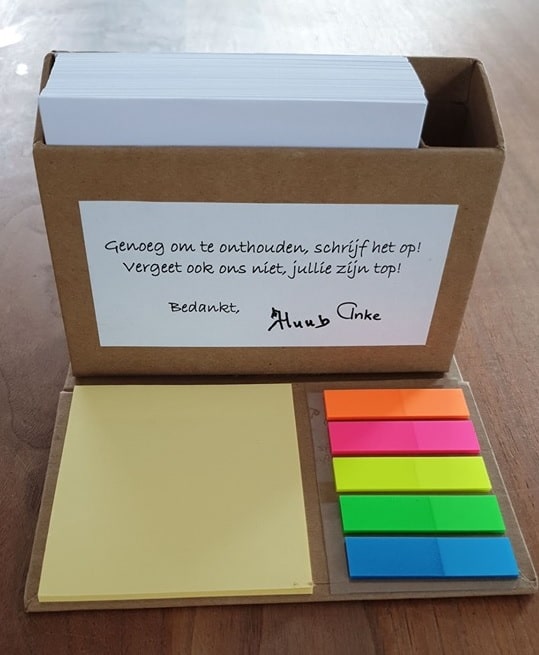 Genoeg om te onthouden, schrijf het op!
Vergeet ook ons niet, jullie zijn top!
Bedankt, Huub Anke